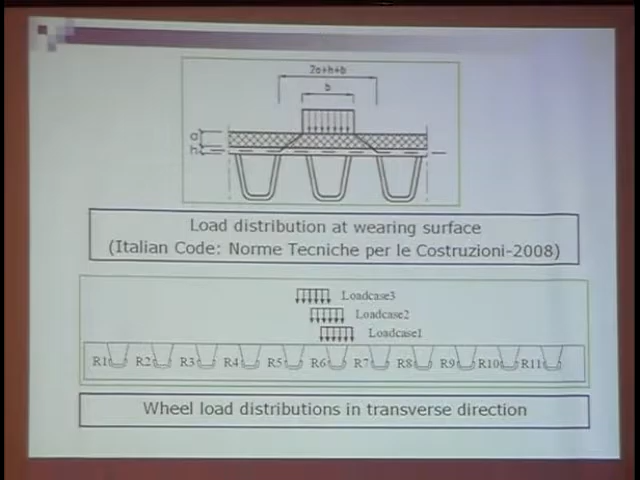 2a+h+b
b
a
h
Load distribution at wearing surface
(Italian Code: Norme Tecniche per le Costruzioni-2008)
Loadcase3
Loadcase2
Loadcase1
R1 R2 R3 R4 R5 R6 R7 R8 R9 R10 R11
Wheel load distributions in transverse direction